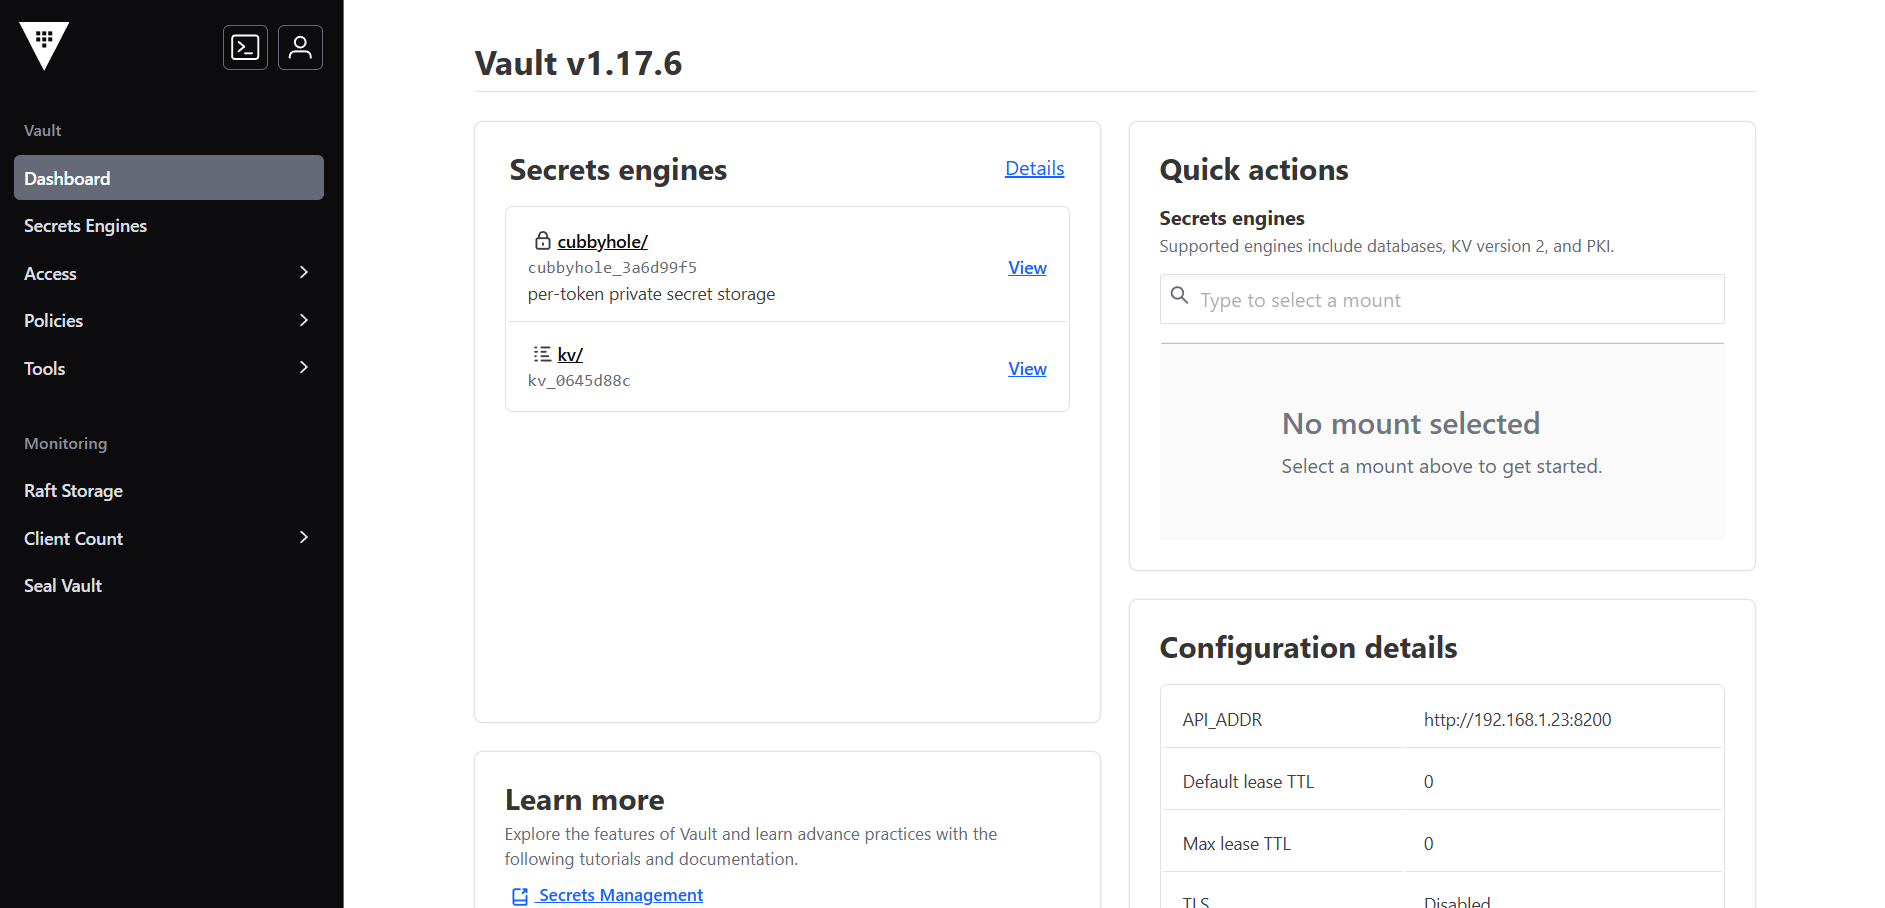 Vault
Dashboard
Secrets Engines
Access
Policies
Tools
Monitoring
Raft Storage
Client Count
Seal Vault
Vault v1.17.6
Secrets engines
Details
cubbyhole/
cubbyhole_3a6d99f5
per-token private secret storage
View
kv/
kv_0645d88c
View
Learn more
Explore the features of Vault and learn advance practices with the
following tutorials and documentation.
Secrets Management
Quick actions
Secrets engines
Supported engines include databases, KV version 2, and PKI.
Type to select a mount
No mount selected
Select a mount above to get started.
Configuration details
API_ADDR http://192.168.1.23:8200
Default lease TTL 0
Max lease TTL 0
TLS Disabled